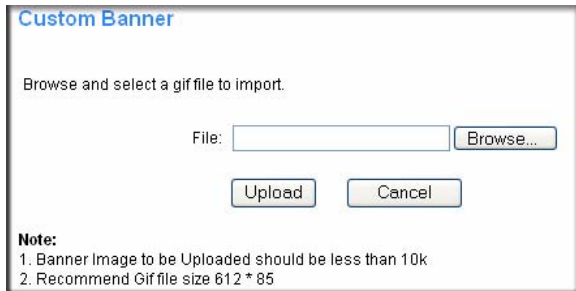 Custom Banner
Browse and select a gif file to import.
File: Browse...
Upload Cancel
Note:
1. Banner Image to be Uploaded should be less than 10k
2. Recommend Gif file size 612 * 85